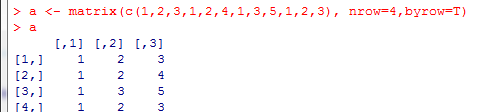 > a <- matrix(c(1,2,3,1,2,4,1,3,5,1,2,3), nrow=4,byrow=T)
> a
     [,1] [,2] [,3]
[1,]    1    2    3
[2,]    1    2    4
[3,]    1    3    5
[4,]    1    2    3